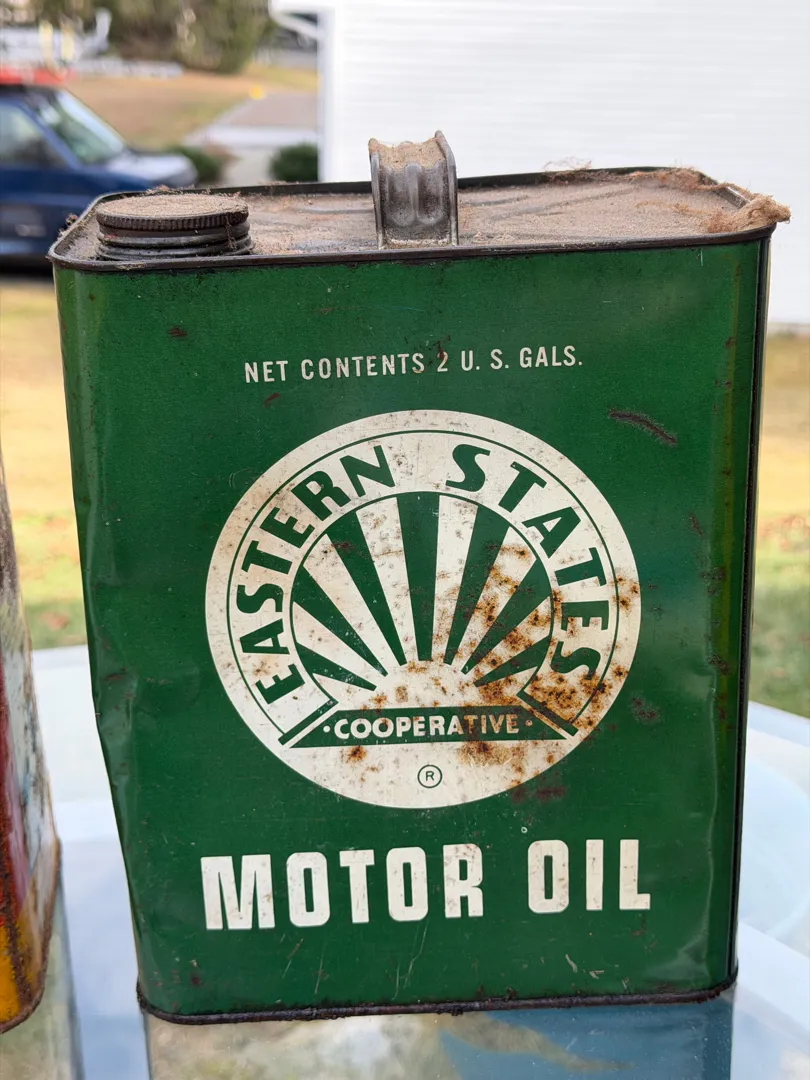 NET CONTENTS 2 U. S. GALS.
EASTERN STATES
• COOPERATIVE •
®
MOTOR OIL